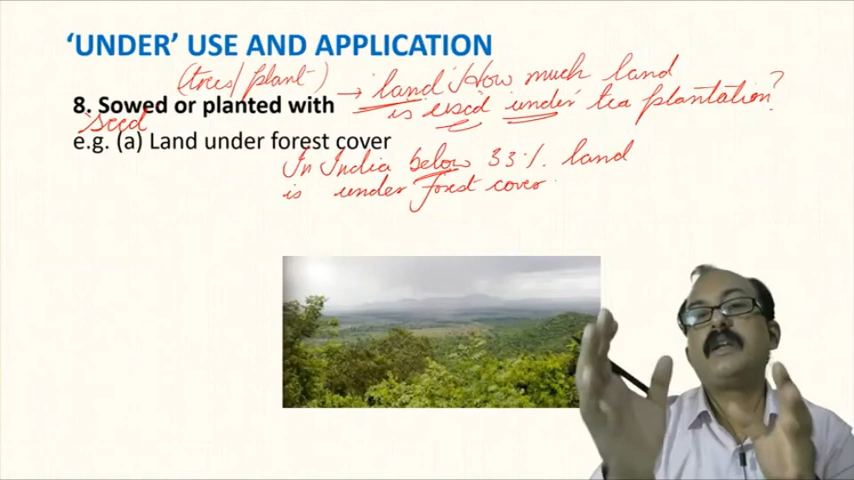 ‘UNDER’ USE AND APPLICATION
(trees/plant) → land How much land
8. Sowed or planted with is used under tea plantation?
seed
e.g. (a) Land under forest cover
In India below 33% land
is under Forest cover.